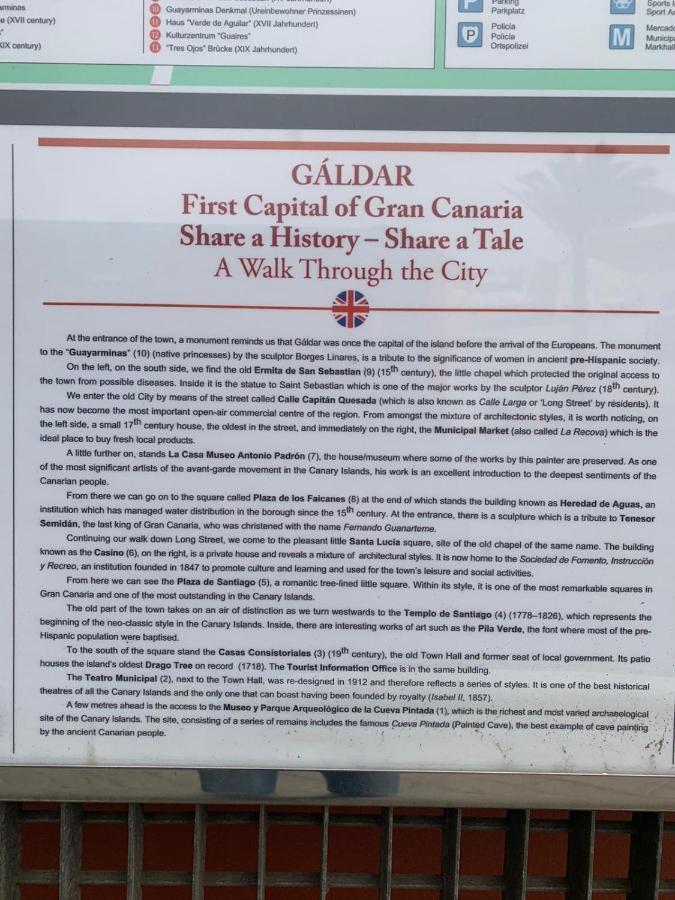 arminas
e (XVII century)
XIX century)
10 Guayarminas Denkmal (Ureinbewohner Prinzessinen)
11 Haus "Verde de Aguilar" (XVII Jahrhundert)
12 Kulturzentrum "Guaires"
13 "Tres Ojos" Brücke (XIX Jahrhundert)
P Parking
Parkplatz
P Policia
Policia
Ortspolizei
Sports
Sport
M Mercado
Municipa
Markhall
GÁLDAR
First Capital of Gran Canaria
Share a History – Share a Tale
A Walk Through the City
At the entrance of the town, a monument reminds us that Gáldar was once the capital of the island before the arrival of the Europeans. The monument
to the "Guayarminas" (10) (native princesses) by the sculptor Borges Linares, is a tribute to the significance of women in ancient pre-Hispanic society.
On the left, on the south side, we find the old Ermita de San Sebastian (9) (15th century), the little chapel which protected the original access to
the town from possible diseases. Inside it is the statue to Saint Sebastian which is one of the major works by the sculptor Luján Pérez (18th century).
We enter the old City by means of the street called Calle Capitán Quesada (which is also known as Calle Larga or 'Long Street' by résidents). It
has now become the most important open-air commercial centre of the region. From amongst the mixture of architectonic styles, it is worth noticing, on
the left side, a small 17th century house, the oldest in the street, and immediately on the right, the Municipal Market (also called La Recova) which is the
ideal place to buy fresh local products.
A little further on, stands La Casa Museo Antonio Padrón (7), the house/museum where some of the works by this painter are preserved. As one
of the most significant artists of the avant-garde movement in the Canary Islands, his work is an excellent introduction to the deepest sentiments of the
Canarian people.
From there we can go on to the square called Plaza de los Faicanes (8) at the end of which stands the building known as Heredad de Aguas, an
institution which has managed water distribution in the borough since the 15th century. At the entrance, there is a sculpture which is a tribute to Tenesor
Semidán, the last king of Gran Canaria, who was christened with the name Fernando Guanarteme.
Continuing our walk down Long Street, we come to the pleasant little Santa Lucia square, site of the old chapel of the same name. The building
known as the Casino (6), on the right, is a private house and reveals a mixture of architectural styles. It is now home to the Sociedad de Fomento, Instrucción
y Recreo, an institution founded in 1847 to promote culture and learning and used for the town's leisure and social activities.
From here we can see the Plaza de Santiago (5), a romantic tree-lined little square. Within its style, it is one of the most remarkable squares in
Gran Canaria and one of the most outstanding in the Canary Islands.
The old part of the town takes on an air of distinction as we turn westwards to the Templo de Santiago (4) (1778–1826), which represents the
beginning of the neo-classic style in the Canary Islands. Inside, there are interesting works of art such as the Pila Verde, the font where most of the pre-
Hispanic population were baptised.
To the south of the square stand the Casas Consistoriales (3) (19th century), the old Town Hall and former seat of local government. Its patio
houses the island's oldest Drago Tree on record (1718). The Tourist Information Office is in the same building.
The Teatro Municipal (2), next to the Town Hall, was re-designed in 1912 and therefore reflects a series of styles. It is one of the best historical
theatres of all the Canary Islands and the only one that can boast having been founded by royalty (Isabel II, 1857).
A few metres ahead is the access to the Museo y Parque Arqueológico de la Cueva Pintada (1), which is the richest and most varied archaeological
site of the Canary Islands. The site, consisting of a series of remains includes the famous Cueva Pintada (Painted Cave), the best example of cave painting
by the ancient Canarian people.